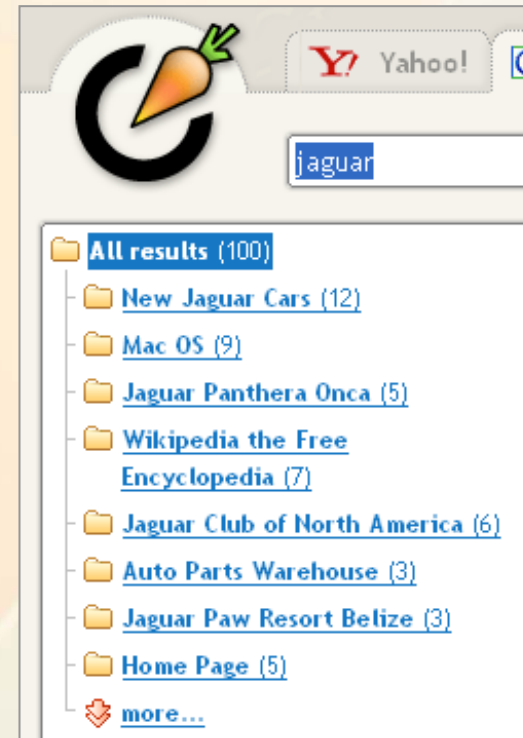 Y! Yahoo!
jaguar
All results (100)
New Jaguar Cars (12)
Mac OS (9)
Jaguar Panthera Onca (5)
Wikipedia the Free
Encyclopedia (7)
Jaguar Club of North America (6)
Auto Parts Warehouse (3)
Jaguar Paw Resort Belize (3)
Home Page (5)
more...